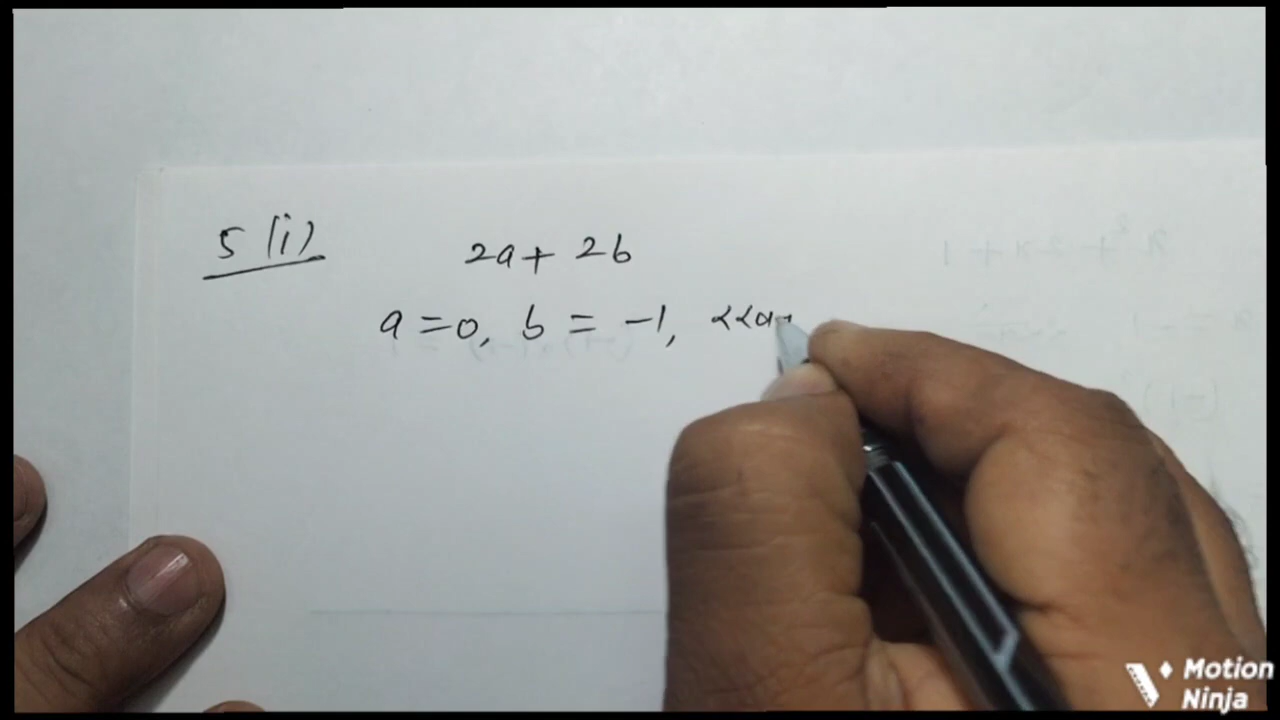 5 (i) 2a + 2b
a = 0, b = -1,
Motion
Ninja